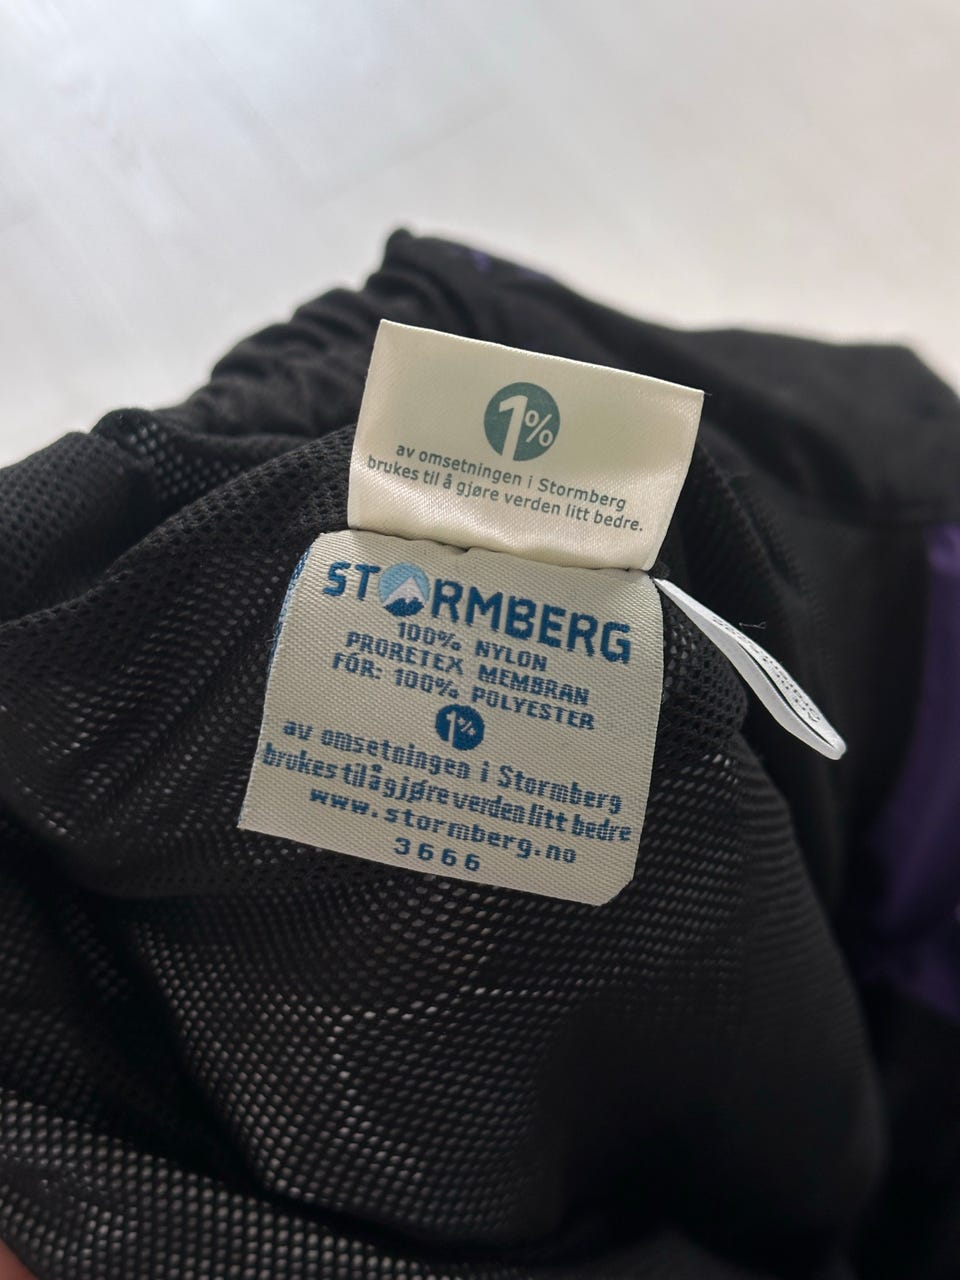 1%
av omsetningen i Stormberg
brukes til å gjøre verden litt bedre.
STORMBERG
100% NYLON
PRORETEX MEMBRAN
FÔR: 100% POLYESTER
1%
av omsetningen i Stormberg
brukes til å gjøre verden litt bedre
www.stormberg.no
3666